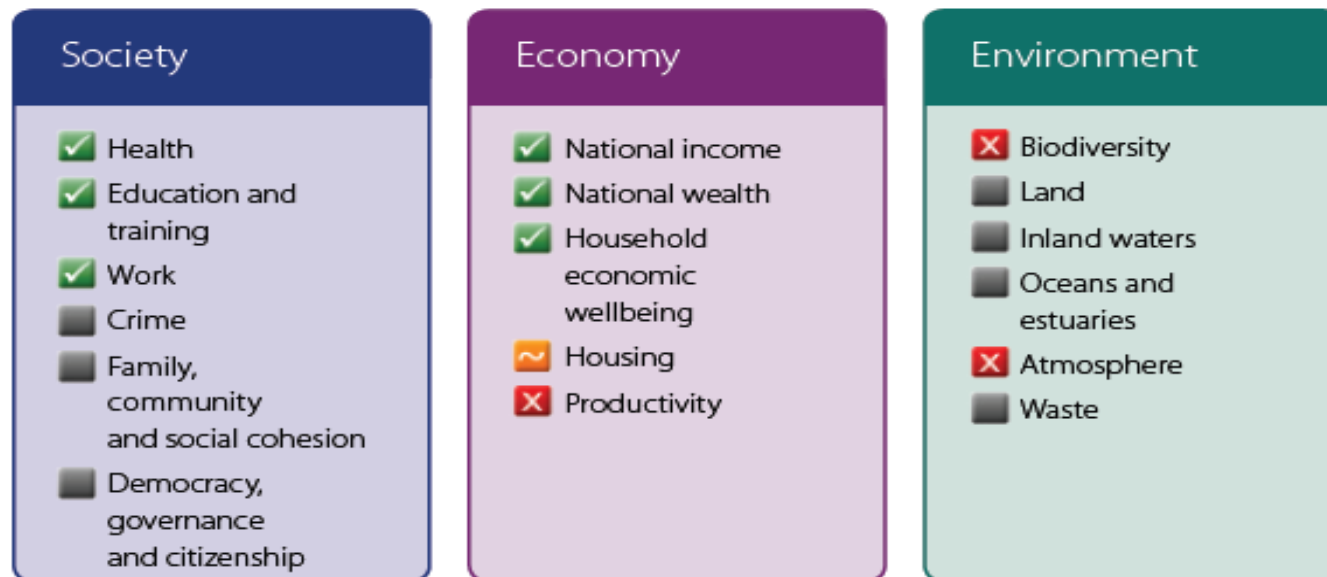 Society
Health
Education and
training
Work
Crime
Family,
community
and social cohesion
Democracy,
governance
and citizenship
Economy
National income
National wealth
Household
economic
wellbeing
Housing
Productivity
Environment
Biodiversity
Land
Inland waters
Oceans and
estuaries
Atmosphere
Waste